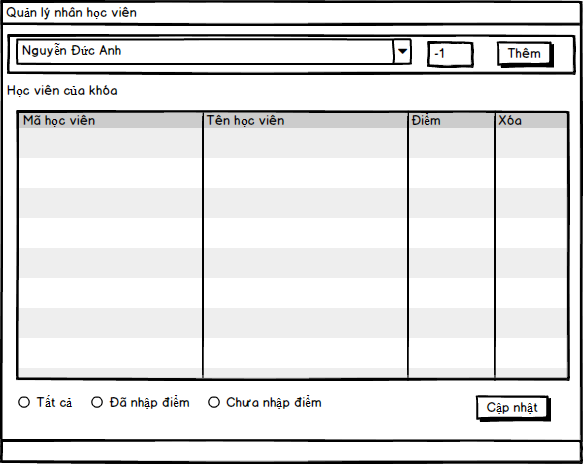 Quản lý nhân học viên
Nguyễn Đức Anh -1 Thêm
Học viên của khóa
Mã học viên Tên học viên Điểm Xóa
Tất cả Đã nhập điểm Chưa nhập điểm Cập nhật